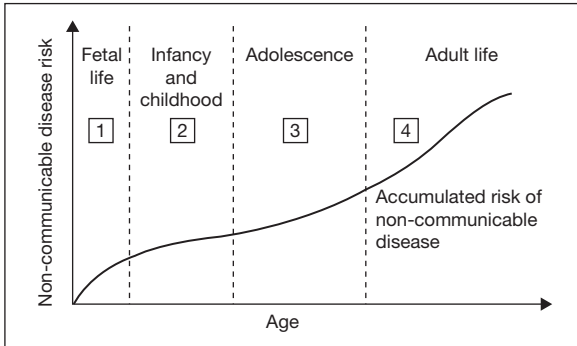 Non-communicable disease risk
Fetal
life
Infancy
and
childhood
Adolescence
Adult life
1
2
3
4
Accumulated risk of
non-communicable
disease
Age